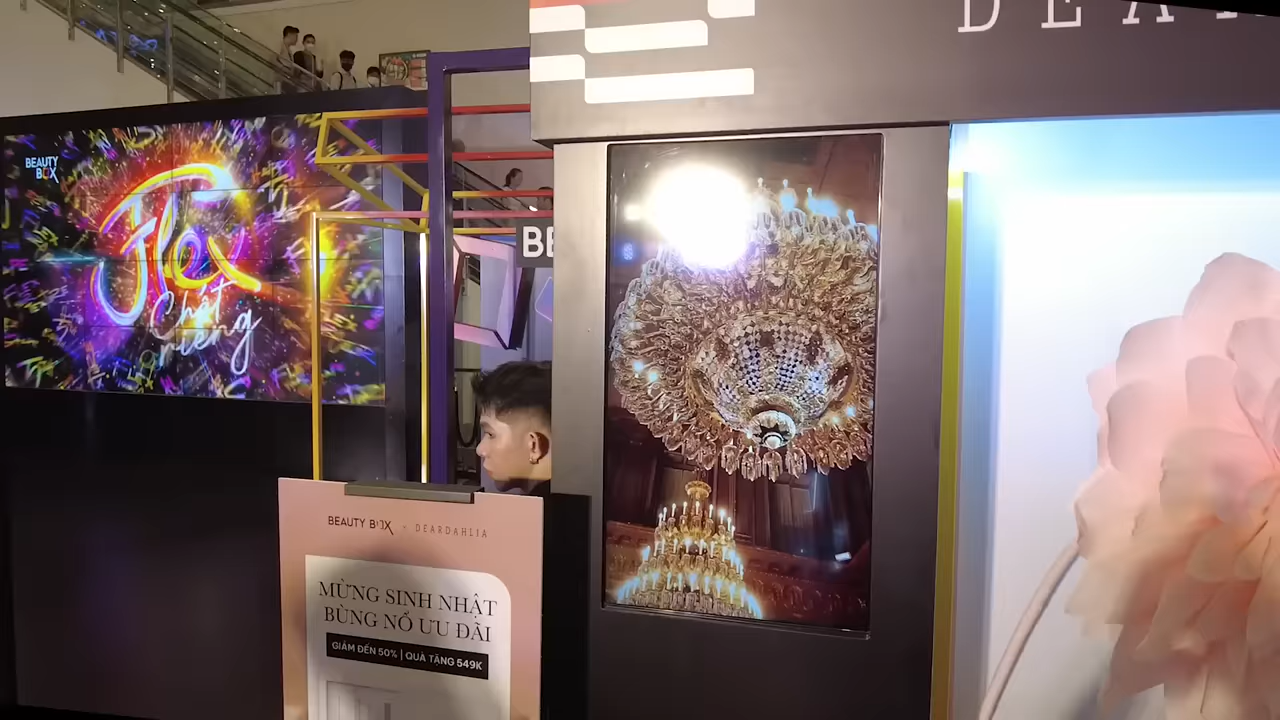 DEA
BEAUTY
BOX
Flex
Chất
riêng
BE
BEAUTY BOX × DEARDAHLIA
MỪNG SINH NHẬT
BÙNG NỔ ƯU ĐÃI
GIẢM ĐẾN 50% | QUÀ TẶNG 549K